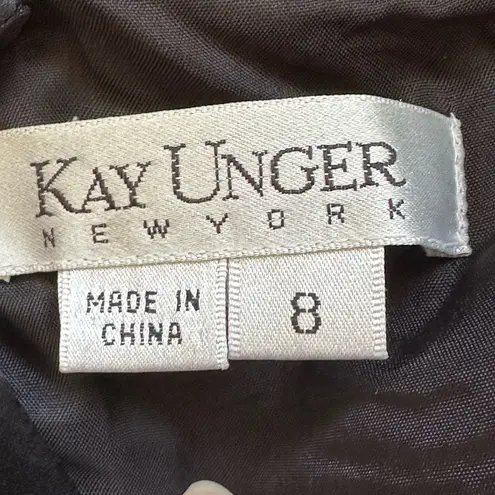 KAY UNGER
NEW YORK
MADE IN
CHINA
8